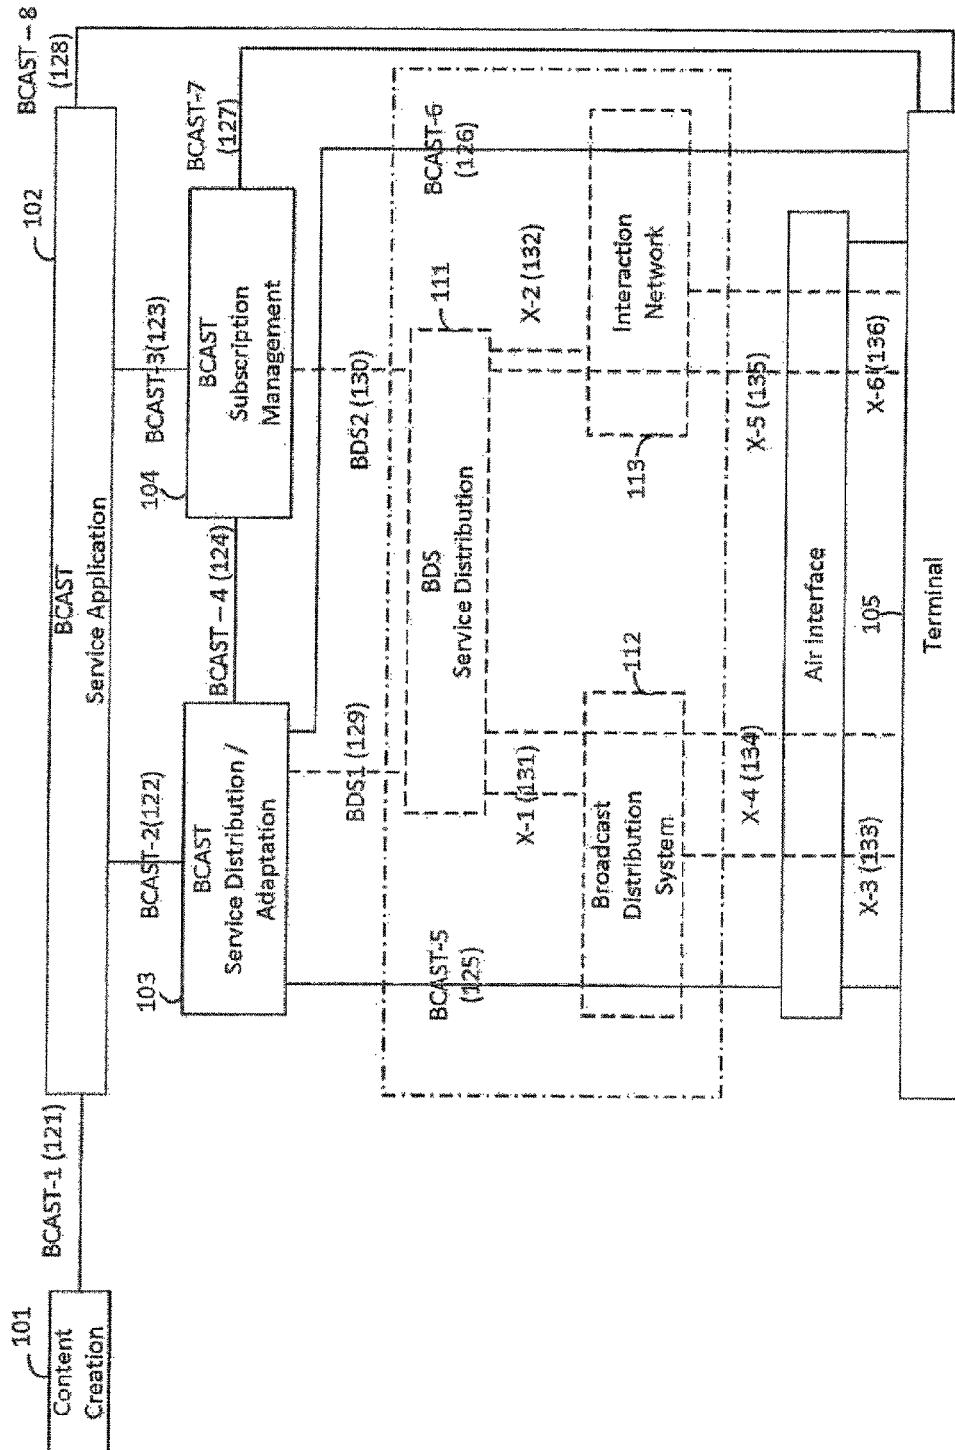 101
Content
Creation
BCAST-1 (121)
102
BCAST
Service Application
BCAST – 8
(128)
BCAST-2(122)
BCAST-3(123)
BCAST-7
(127)
103
BCAST
Service Distribution /
Adaptation
BCAST – 4 (124)
104
BCAST
Subscription
Management
BDS1 (129)
BDS2 (130)
BCAST-5
(125)
BCAST-6
(126)
111
BDS
Service Distribution
X-1 (131)
X-2 (132)
112
Broadcast
Distribution
System
113
Interaction
Network
X-4 (134)
X-5 (135)
Air Interface
X-3 (133)
105
X-6 (136)
Terminal